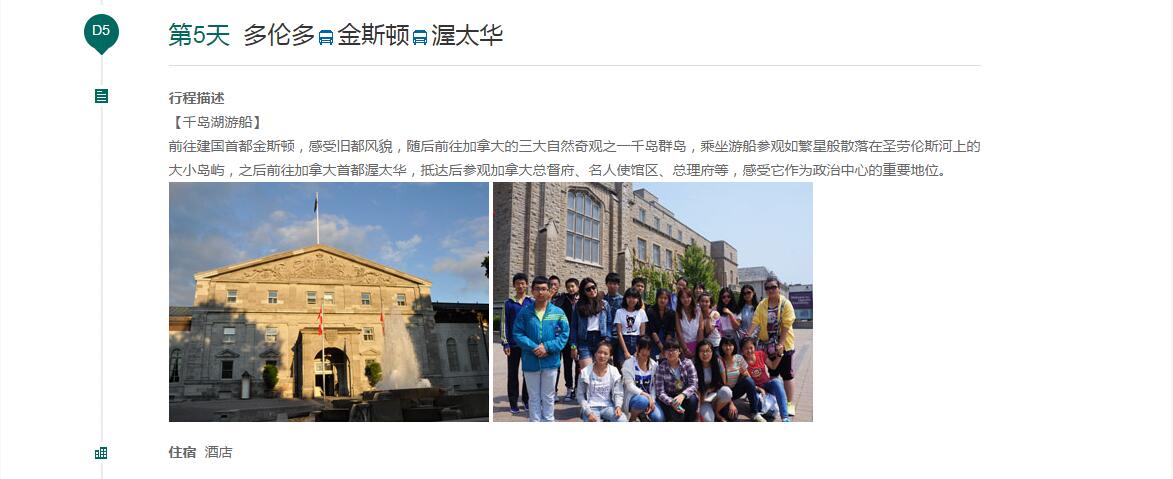 D5
第5天 多伦多 金斯顿 渥太华
行程描述
【千岛湖游船】
前往建国首都金斯顿，感受旧都风貌，随后前往加拿大的三大自然奇观之一千岛群岛，乘坐游船参观如繁星般散落在圣劳伦斯河上的
大小岛屿，之后前往加拿大首都渥太华，抵达后参观加拿大总督府、名人使馆区、总理府等，感受它作为政治中心的重要地位。
住宿 酒店